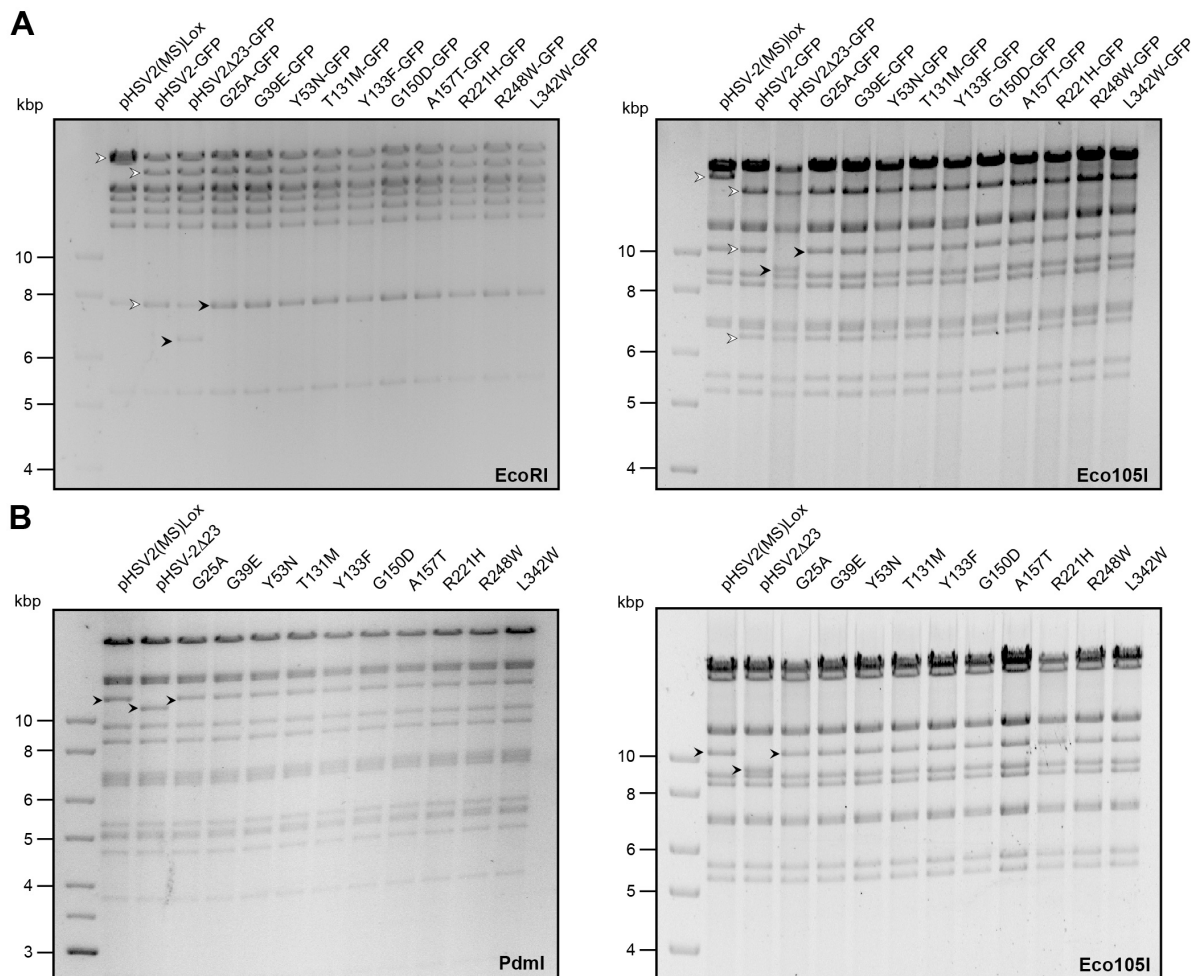 A
kbp
pHSV2(MS)Lox
pHSV2-GFP
pHSV2Δ23-GFP
G25A-GFP
G39E-GFP
Y53N-GFP
T131M-GFP
Y133F-GFP
G150D-GFP
A157T-GFP
R221H-GFP
R248W-GFP
L342W-GFP
10
8
6
5
4
EcoRI
kbp
pHSV-2(MS)lox
pHSV2-GFP
pHSV2Δ23-GFP
G25A-GFP
G39E-GFP
Y53N-GFP
T131M-GFP
Y133F-GFP
G150D-GFP
A157T-GFP
R221H-GFP
R248W-GFP
L342W-GFP
10
8
6
5
4
Eco105I
B
kbp
pHSV2(MS)Lox
pHSV-2Δ23
G25A
G39E
Y53N
T131M
Y133F
G150D
A157T
R221H
R248W
L342W
10
8
6
5
4
3
PdmI
kbp
pHSV2(MS)Lox
pHSV2Δ23
G25A
G39E
Y53N
T131M
Y133F
G150D
A157T
R221H
R248W
L342W
10
8
6
5
4
Eco105I